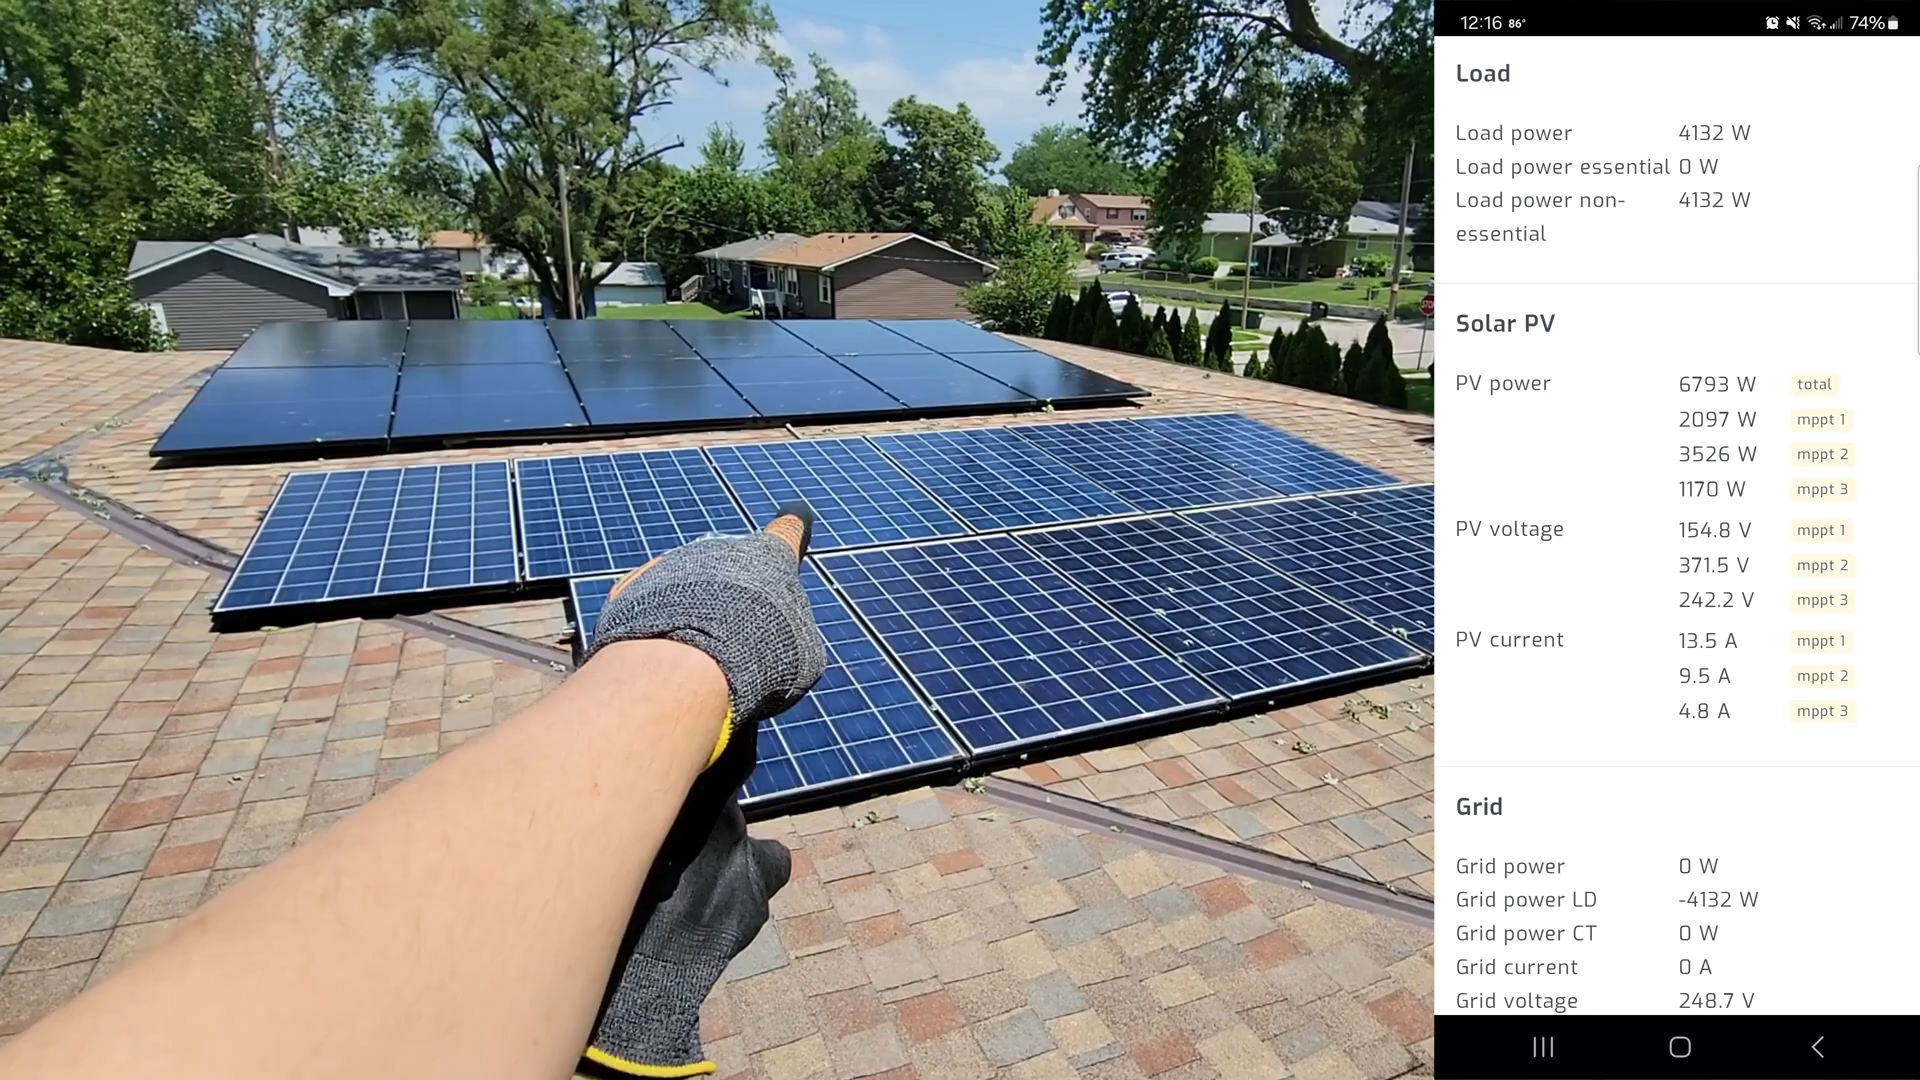 12:16 86°
74%
Load
Load power 4132 W
Load power essential 0 W
Load power non-essential 4132 W
Solar PV
PV power 6793 W total
2097 W mppt 1
3526 W mppt 2
1170 W mppt 3
PV voltage 154.8 V mppt 1
371.5 V mppt 2
242.2 V mppt 3
PV current 13.5 A mppt 1
9.5 A mppt 2
4.8 A mppt 3
Grid
Grid power 0 W
Grid power LD -4132 W
Grid power CT 0 W
Grid current 0 A
Grid voltage 248.7 V